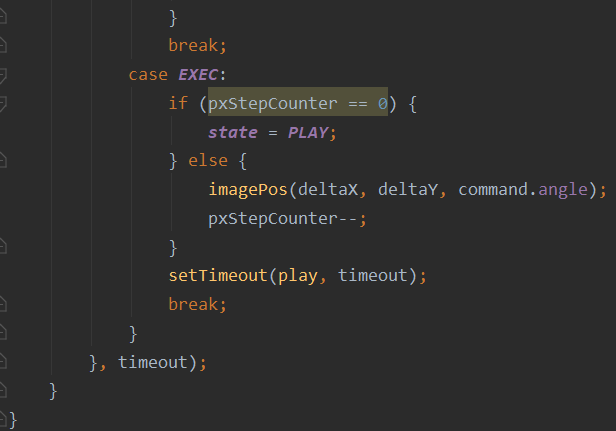 }
break;
case EXEC:
if (pxStepCounter == 0) {
state = PLAY;
} else {
imagePos(deltaX, deltaY, command.angle);
pxStepCounter--;
}
setTimeout(play, timeout);
break;
}
}, timeout);
}
}